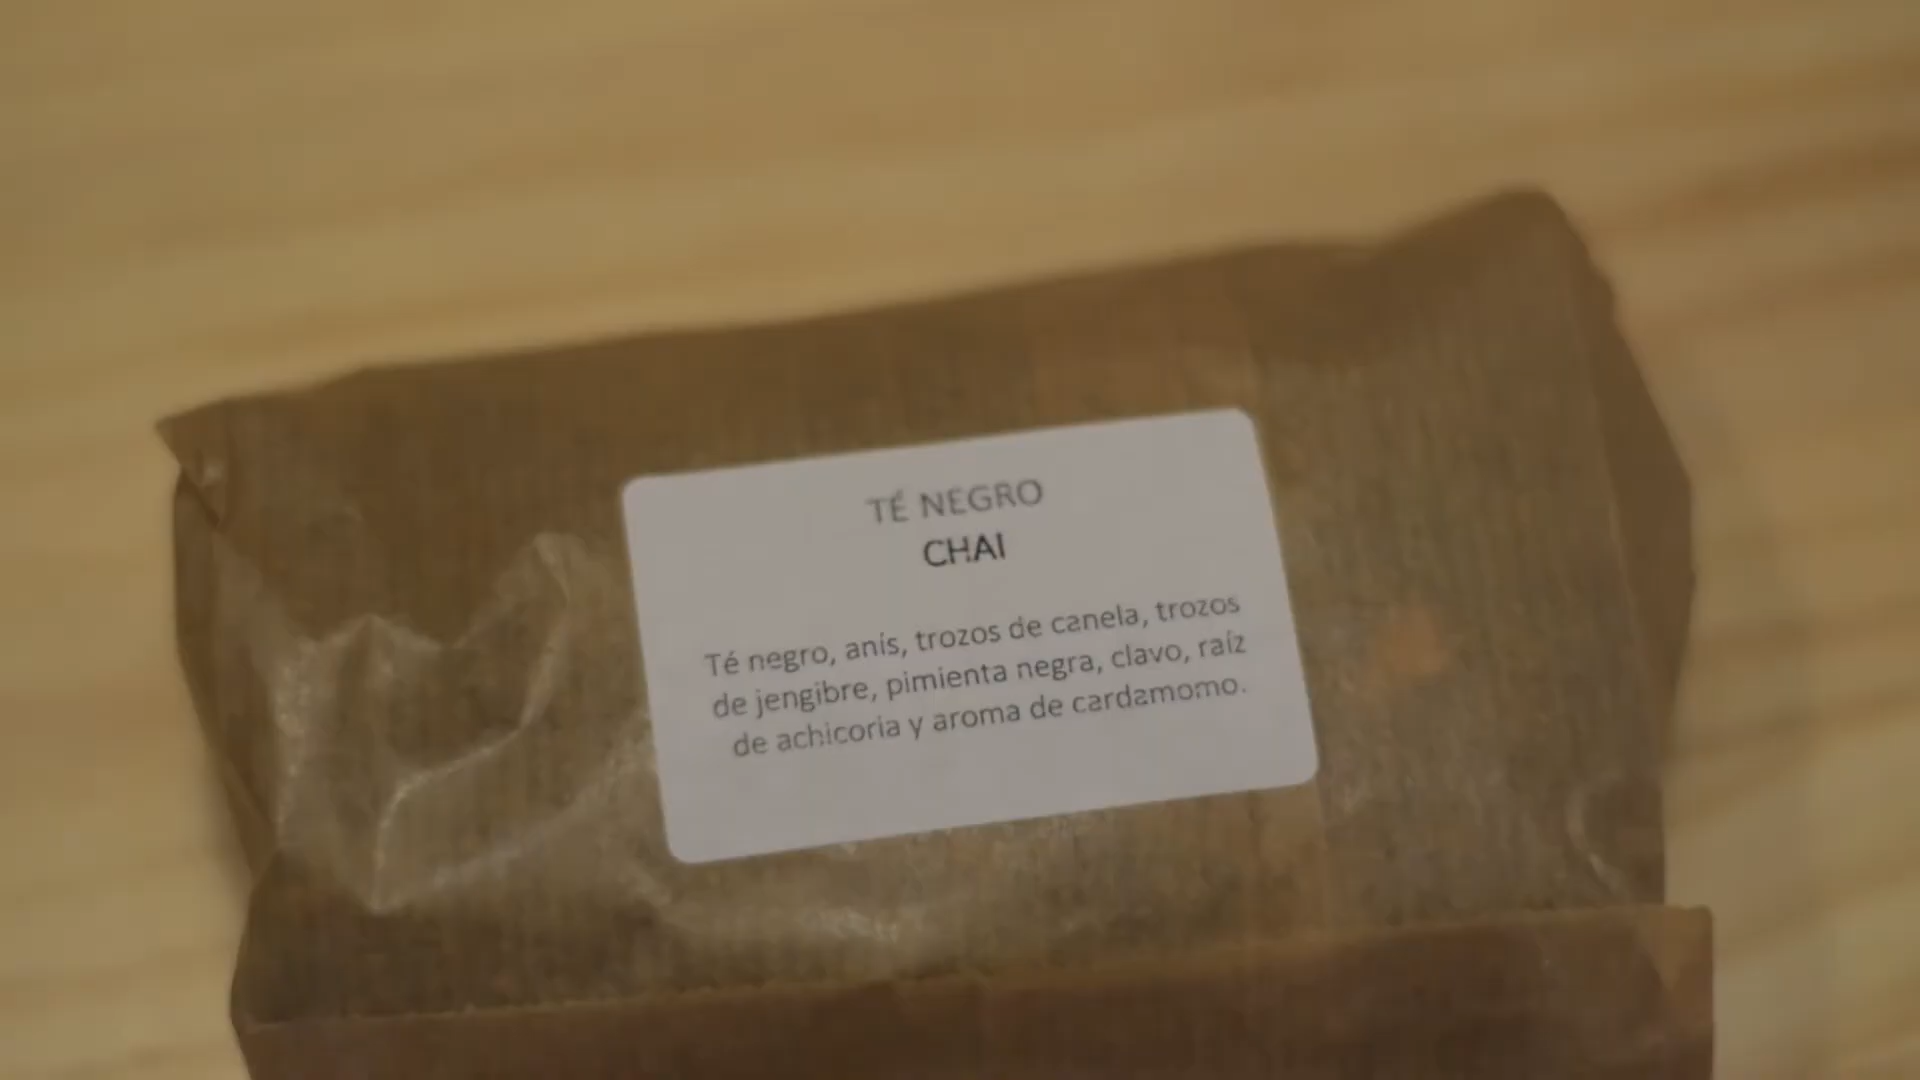 TÉ NEGRO
CHAI
Té negro, anís, trozos de canela, trozos
de jengibre, pimienta negra, clavo, raíz
de achicoria y aroma de cardamomo.